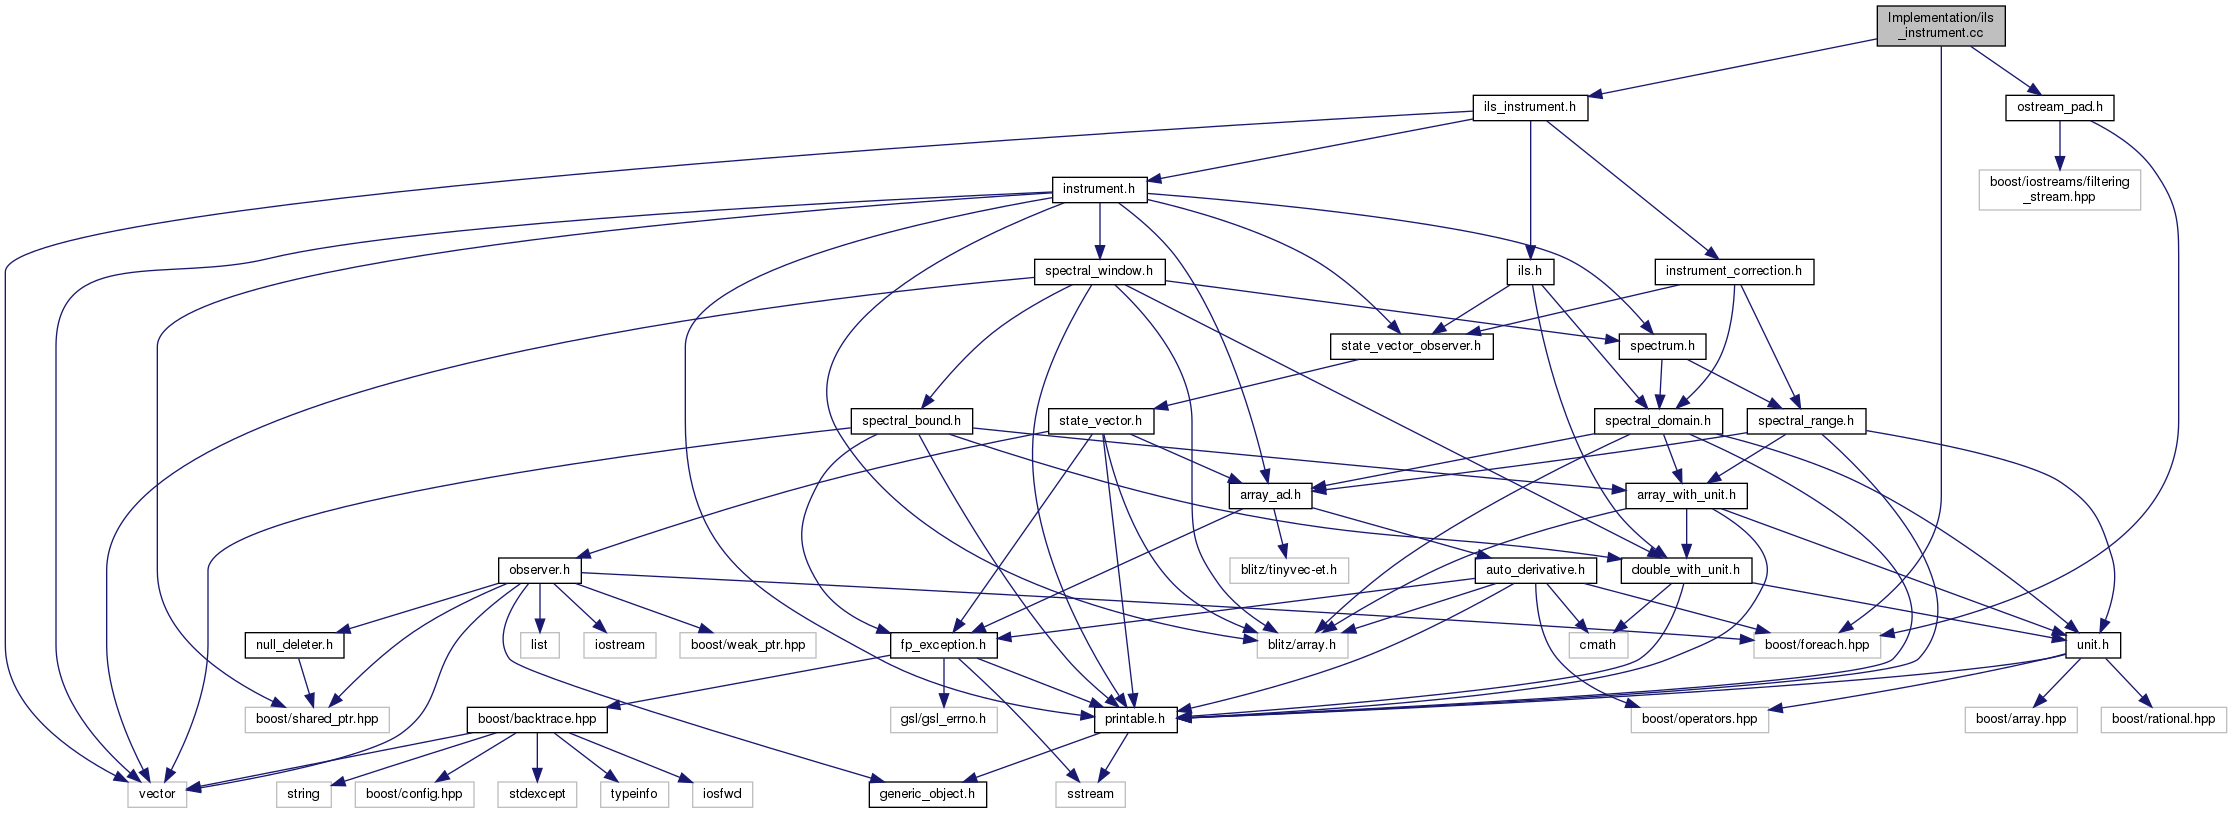 Implementation/ils
_instrument.cc
ils_instrument.h
ostream_pad.h
instrument.h
boost/iostreams/filtering
_stream.hpp
spectral_window.h
ils.h
instrument_correction.h
state_vector_observer.h
spectrum.h
spectral_bound.h
state_vector.h
spectral_domain.h
spectral_range.h
array_ad.h
array_with_unit.h
observer.h
blitz/tinyvec-et.h
auto_derivative.h
double_with_unit.h
null_deleter.h
list
iostream
boost/weak_ptr.hpp
fp_exception.h
blitz/array.h
cmath
boost/foreach.hpp
unit.h
boost/shared_ptr.hpp
boost/backtrace.hpp
gsl/gsl_errno.h
printable.h
boost/operators.hpp
boost/array.hpp
boost/rational.hpp
vector
string
boost/config.hpp
stdexcept
typeinfo
iosfwd
generic_object.h
sstream